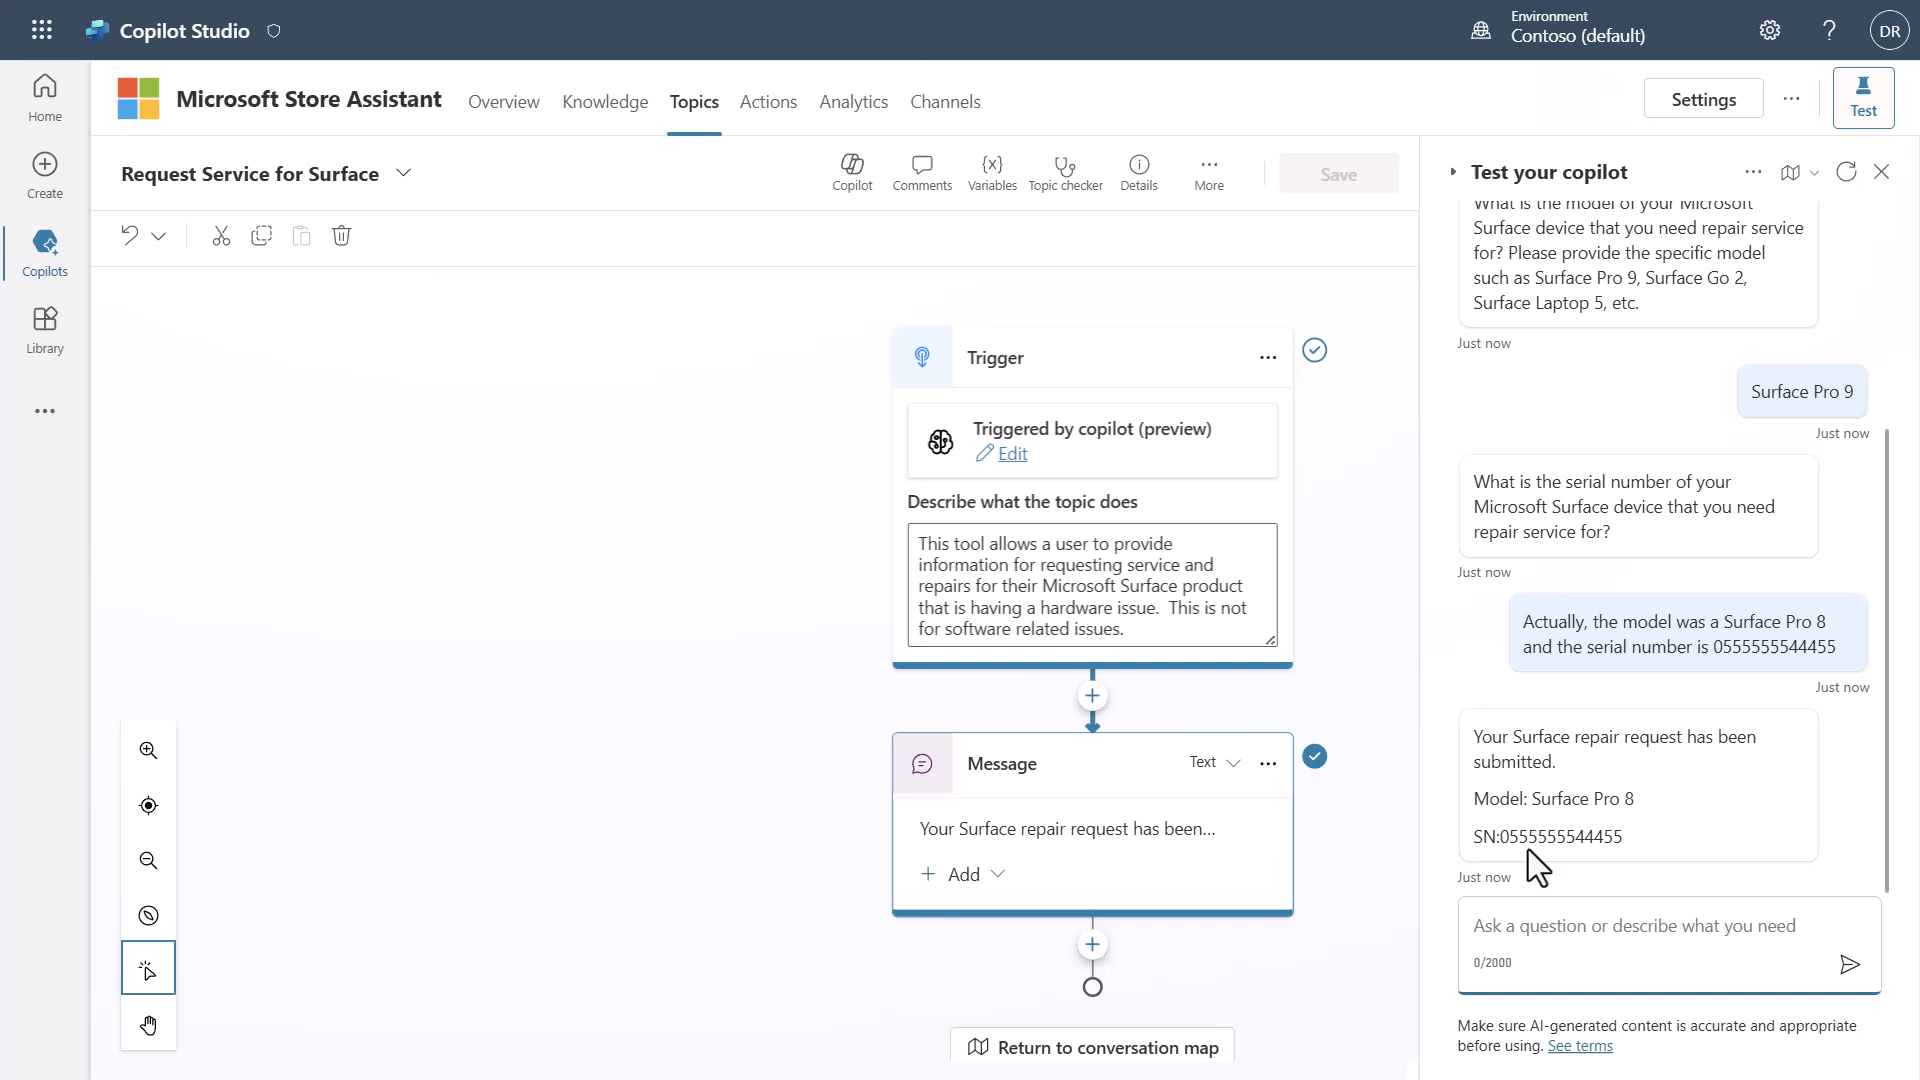 Copilot Studio
Environment
Contoso (default)
DR
Home
Create
Copilots
Library
Microsoft Store Assistant
Overview
Knowledge
Topics
Actions
Analytics
Channels
Settings
Test
Request Service for Surface
Copilot
Comments
Variables
Topic checker
Details
More
Save
Trigger
Triggered by copilot (preview)
Edit
Describe what the topic does
This tool allows a user to provide
information for requesting service and
repairs for their Microsoft Surface product
that is having a hardware issue.  This is not
for software related issues.
Message
Text
Your Surface repair request has been...
Add
Return to conversation map
Test your copilot
What is the model of your Microsoft
Surface device that you need repair service
for? Please provide the specific model
such as Surface Pro 9, Surface Go 2,
Surface Laptop 5, etc.
Just now
Surface Pro 9
Just now
What is the serial number of your
Microsoft Surface device that you need
repair service for?
Just now
Actually, the model was a Surface Pro 8
and the serial number is 0555555544455
Just now
Your Surface repair request has been
submitted.
Model: Surface Pro 8
SN:0555555544455
Just now
Ask a question or describe what you need
0/2000
Make sure AI-generated content is accurate and appropriate
before using. See terms